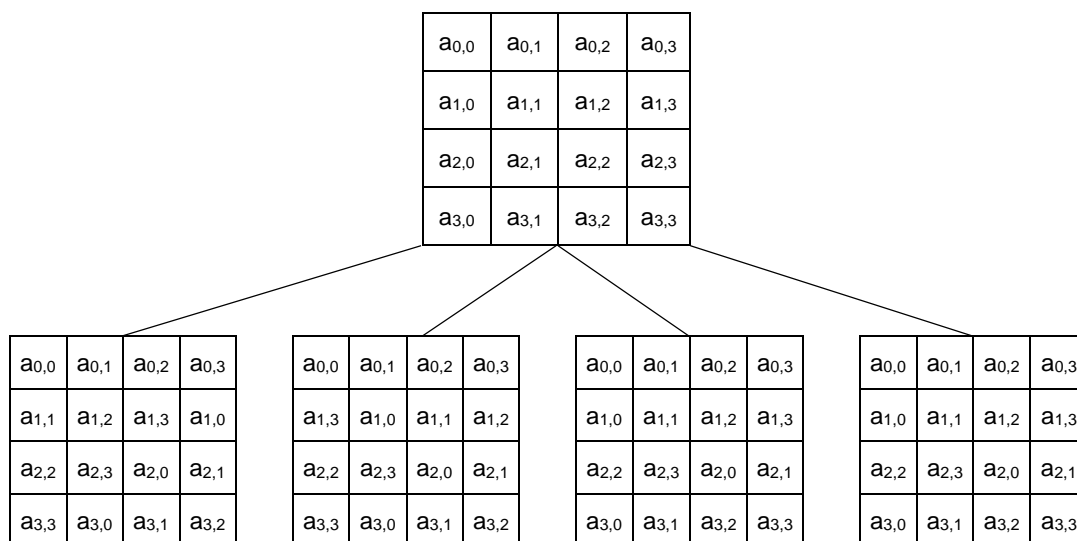 a0,0 a0,1 a0,2 a0,3
a1,0 a1,1 a1,2 a1,3
a2,0 a2,1 a2,2 a2,3
a3,0 a3,1 a3,2 a3,3
a0,0 a0,1 a0,2 a0,3
a1,1 a1,2 a1,3 a1,0
a2,2 a2,3 a2,0 a2,1
a3,3 a3,0 a3,1 a3,2
a0,0 a0,1 a0,2 a0,3
a1,3 a1,0 a1,1 a1,2
a2,2 a2,3 a2,0 a2,1
a3,3 a3,0 a3,1 a3,2
a0,0 a0,1 a0,2 a0,3
a1,0 a1,1 a1,2 a1,3
a2,2 a2,3 a2,0 a2,1
a3,0 a3,1 a3,2 a3,3
a0,0 a0,1 a0,2 a0,3
a1,0 a1,1 a1,2 a1,3
a2,2 a2,3 a2,0 a2,1
a3,0 a3,1 a3,2 a3,3